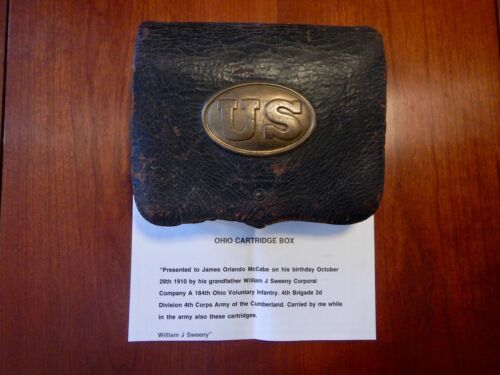 US
OHIO CARTRIDGE BOX
"Presented to James Orlando McCabe on his birthday October
29th 1910 by his grandfather William J Sweeny Corporal
Company A 184th Ohio Voluntary Infantry. 4th Brigade 2d
Division 4th Corps Army of the Cumberland. Carried by me while
in the army also these cartridges.
William J Sweeny"